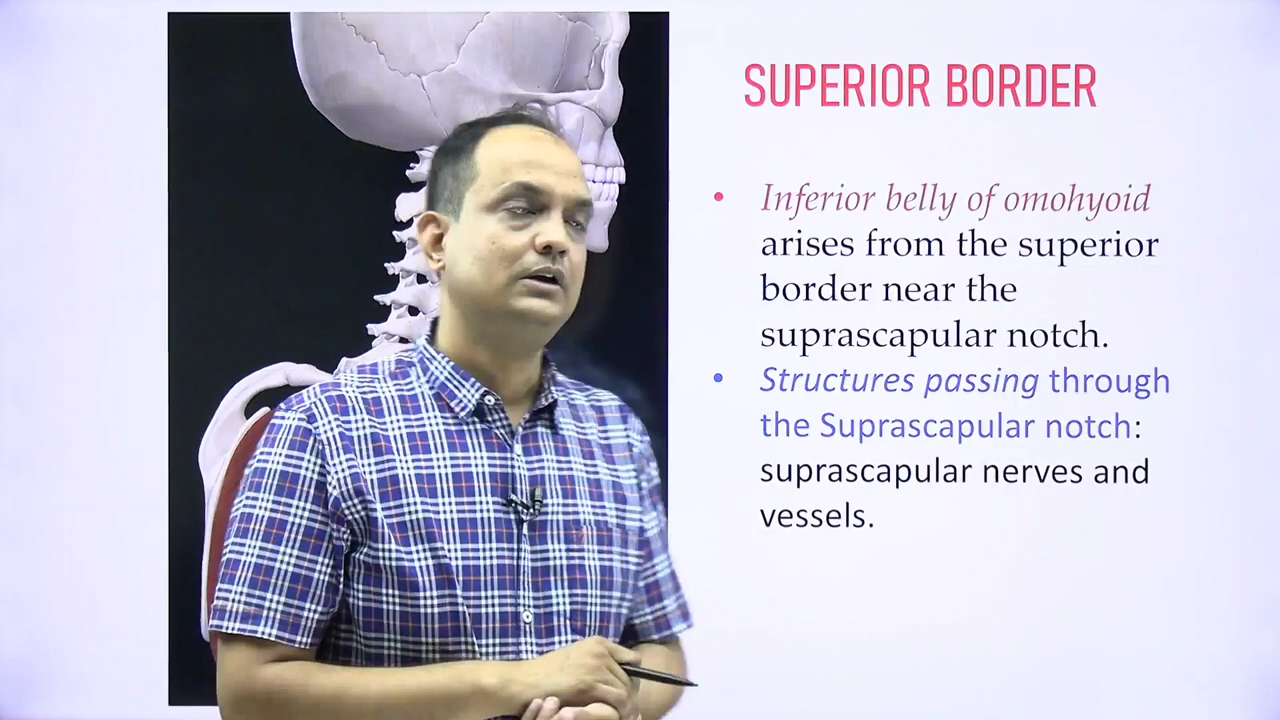 SUPERIOR BORDER
• Inferior belly of omohyoid
arises from the superior
border near the
suprascapular notch.
• Structures passing through
the Suprascapular notch:
suprascapular nerves and
vessels.